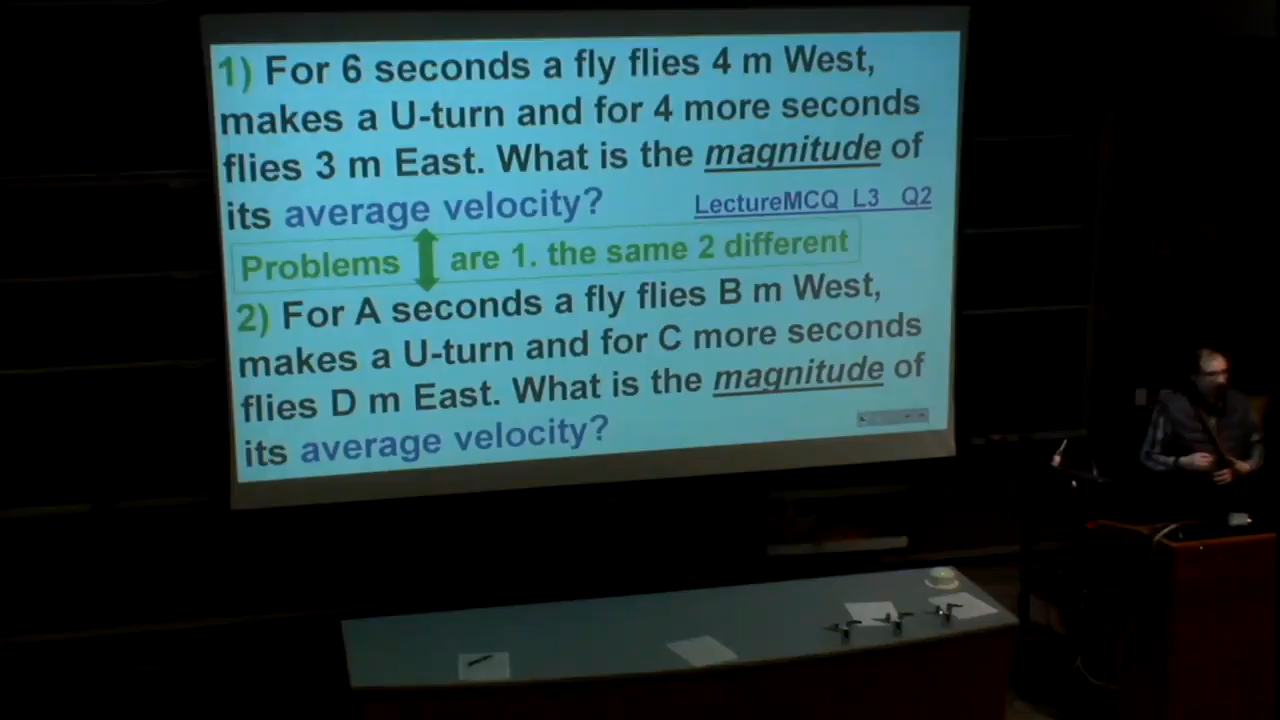 1) For 6 seconds a fly flies 4 m West,
makes a U-turn and for 4 more seconds
flies 3 m East. What is the magnitude of
its average velocity?
LectureMCQ L3 Q2
Problems are 1. the same 2 different
2) For A seconds a fly flies B m West,
makes a U-turn and for C more seconds
flies D m East. What is the magnitude of
its average velocity?